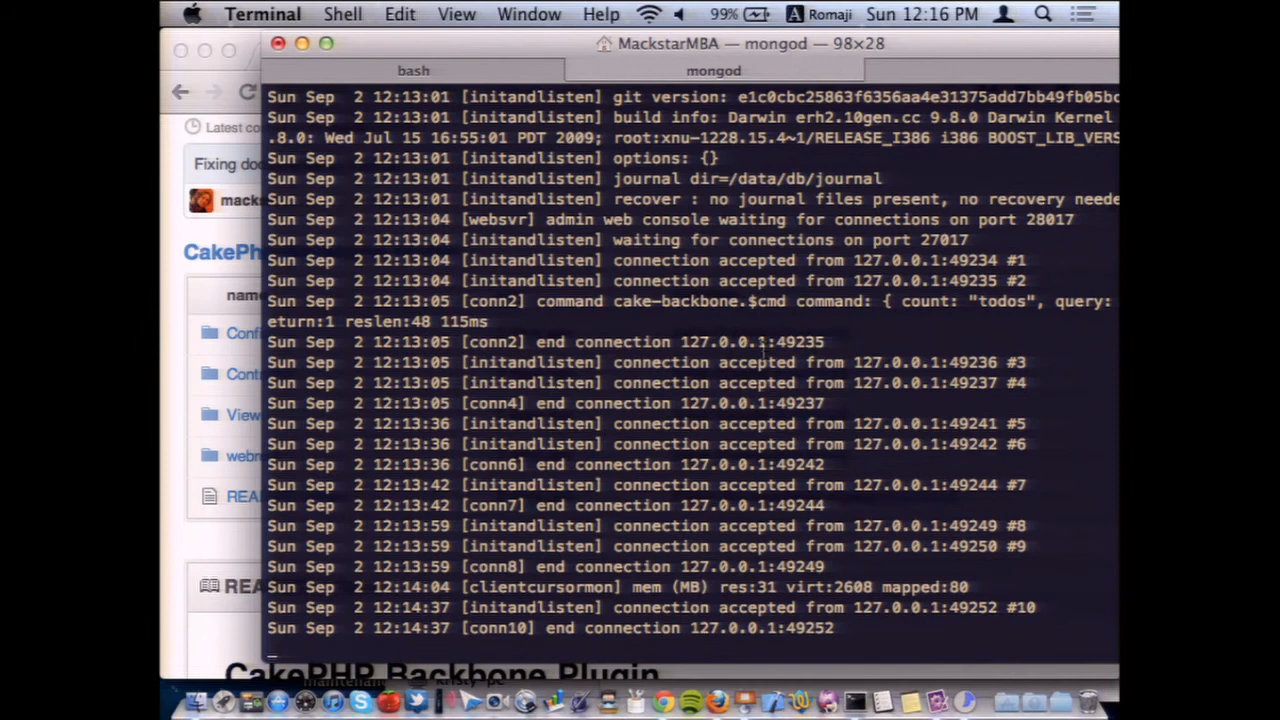 Terminal Shell Edit View Window Help 99% A Romaji Sun 12:16 PM
MackstarMBA — mongod — 98×28
bash mongod
Sun Sep 2 12:13:01 [initandlisten] git version: e1c0cbc25863f6356aa4e31375add7bb49fb05bc
Sun Sep 2 12:13:01 [initandlisten] build info: Darwin erh2.10gen.cc 9.8.0 Darwin Kernel
.8.0: Wed Jul 15 16:55:01 PDT 2009; root:xnu-1228.15.4~1/RELEASE_I386 i386 BOOST_LIB_VERS
Sun Sep 2 12:13:01 [initandlisten] options: {}
Sun Sep 2 12:13:01 [initandlisten] journal dir=/data/db/journal
Sun Sep 2 12:13:01 [initandlisten] recover : no journal files present, no recovery neede
Sun Sep 2 12:13:04 [websvr] admin web console waiting for connections on port 28017
Sun Sep 2 12:13:04 [initandlisten] waiting for connections on port 27017
Sun Sep 2 12:13:04 [initandlisten] connection accepted from 127.0.0.1:49234 #1
Sun Sep 2 12:13:04 [initandlisten] connection accepted from 127.0.0.1:49235 #2
Sun Sep 2 12:13:05 [conn2] command cake-backbone.$cmd command: { count: "todos", query:
eturn:1 reslen:48 115ms
Sun Sep 2 12:13:05 [conn2] end connection 127.0.0.1:49235
Sun Sep 2 12:13:05 [initandlisten] connection accepted from 127.0.0.1:49236 #3
Sun Sep 2 12:13:05 [initandlisten] connection accepted from 127.0.0.1:49237 #4
Sun Sep 2 12:13:05 [conn4] end connection 127.0.0.1:49237
Sun Sep 2 12:13:36 [initandlisten] connection accepted from 127.0.0.1:49241 #5
Sun Sep 2 12:13:36 [initandlisten] connection accepted from 127.0.0.1:49242 #6
Sun Sep 2 12:13:36 [conn6] end connection 127.0.0.1:49242
Sun Sep 2 12:13:42 [initandlisten] connection accepted from 127.0.0.1:49244 #7
Sun Sep 2 12:13:42 [conn7] end connection 127.0.0.1:49244
Sun Sep 2 12:13:59 [initandlisten] connection accepted from 127.0.0.1:49249 #8
Sun Sep 2 12:13:59 [initandlisten] connection accepted from 127.0.0.1:49250 #9
Sun Sep 2 12:13:59 [conn8] end connection 127.0.0.1:49249
Sun Sep 2 12:14:04 [clientcursormon] mem (MB) res:31 virt:2608 mapped:80
Sun Sep 2 12:14:37 [initandlisten] connection accepted from 127.0.0.1:49252 #10
Sun Sep 2 12:14:37 [conn10] end connection 127.0.0.1:49252
Latest co
Fixing doc
macks
CakePh
name
Confi
Contr
View
webro
REA
REA
CakePHP Backbone Plugin